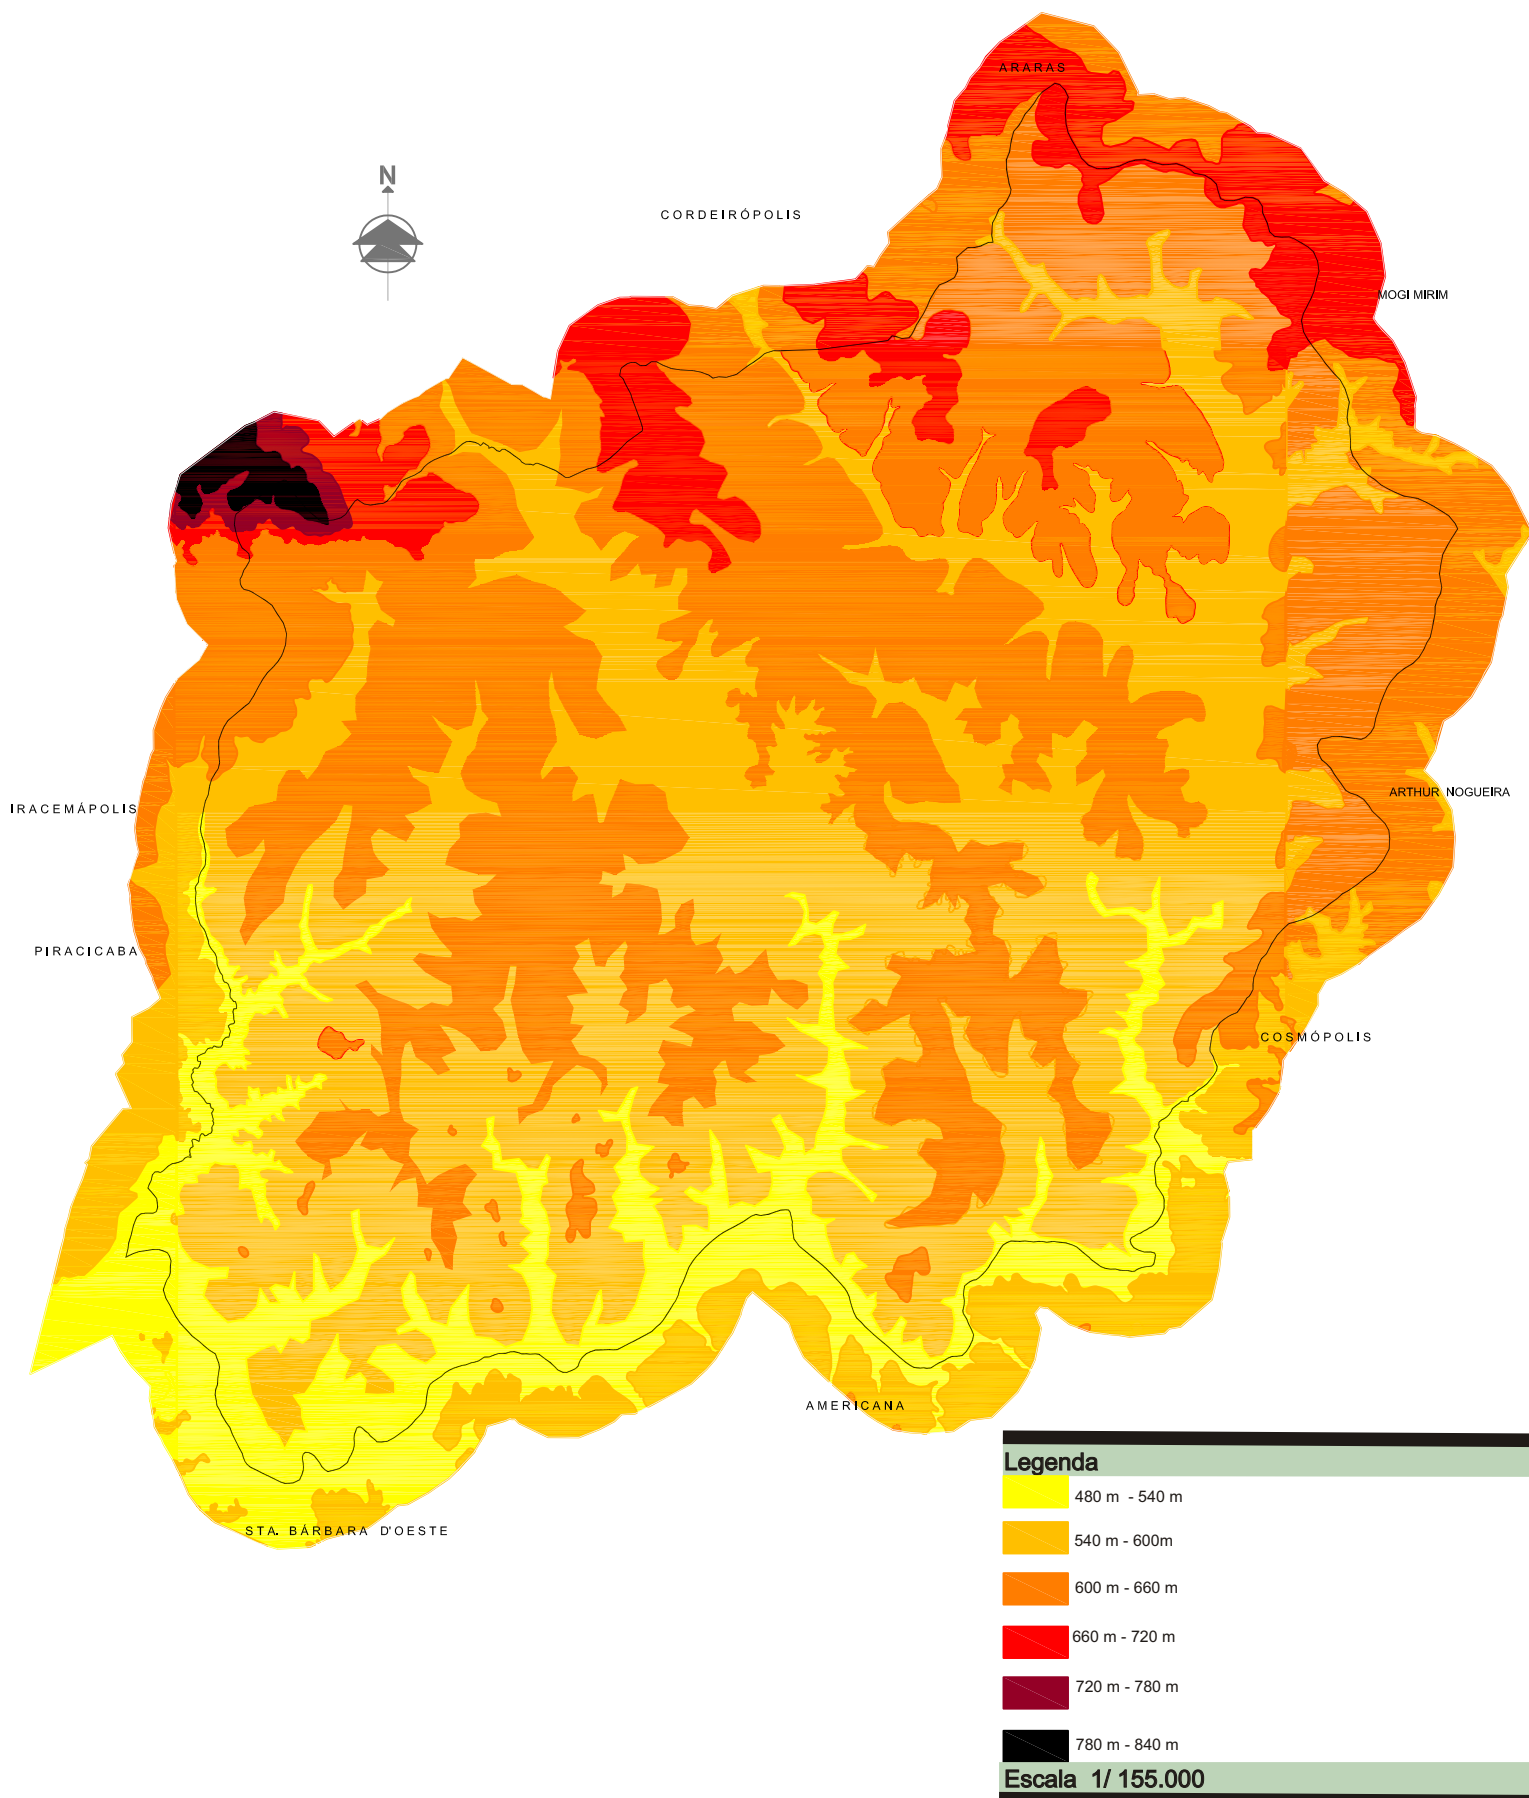 ARARAS
N
CORDEIRÓPOLIS
MOGI MIRIM
ARTHUR NOGUEIRA
IRACEMÁPOLIS
PIRACICABA
COSMÓPOLIS
AMERICANA
STA. BÁRBARA D'OESTE
Legenda
480 m - 540 m
540 m - 600m
600 m - 660 m
660 m - 720 m
720 m - 780 m
780 m - 840 m
Escala 1/ 155.000